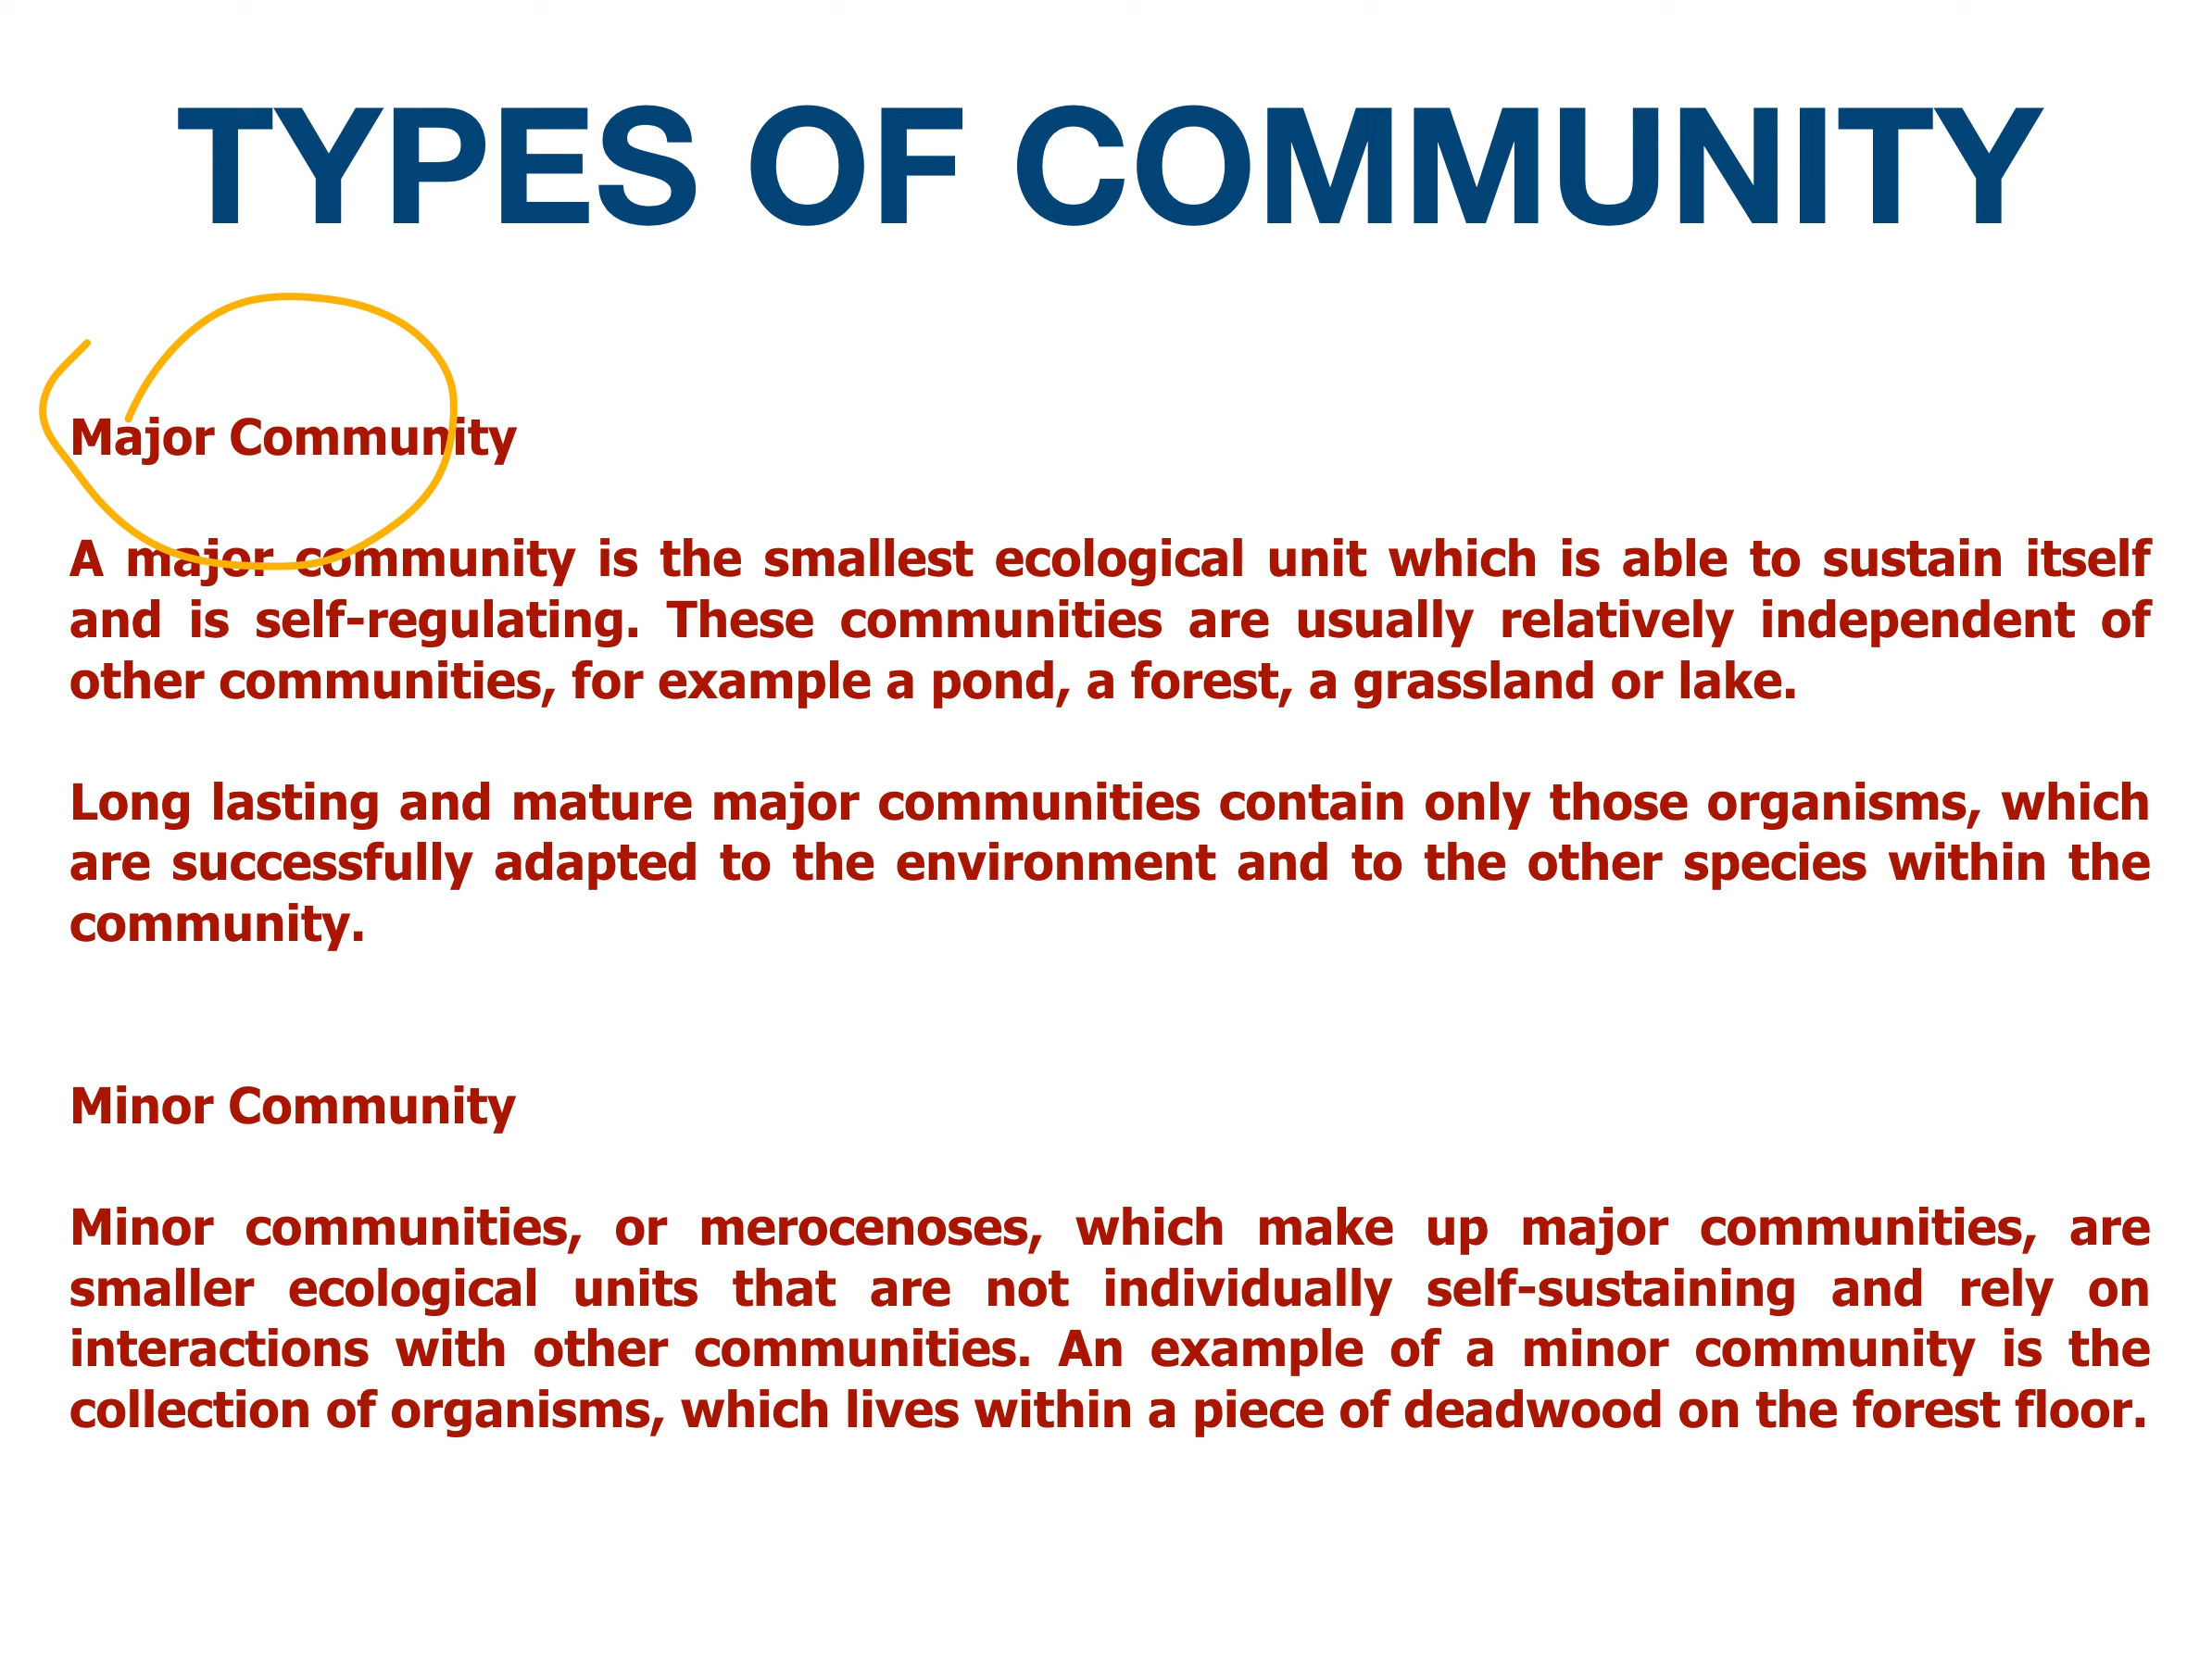 TYPES OF COMMUNITY
Major Community
A major community is the smallest ecological unit which is able to sustain itself
and is self-regulating. These communities are usually relatively independent of
other communities, for example a pond, a forest, a grassland or lake.
Long lasting and mature major communities contain only those organisms, which
are successfully adapted to the environment and to the other species within the
community.
Minor Community
Minor communities, or merocenoses, which make up major communities, are
smaller ecological units that are not individually self-sustaining and rely on
interactions with other communities. An example of a minor community is the
collection of organisms, which lives within a piece of deadwood on the forest floor.